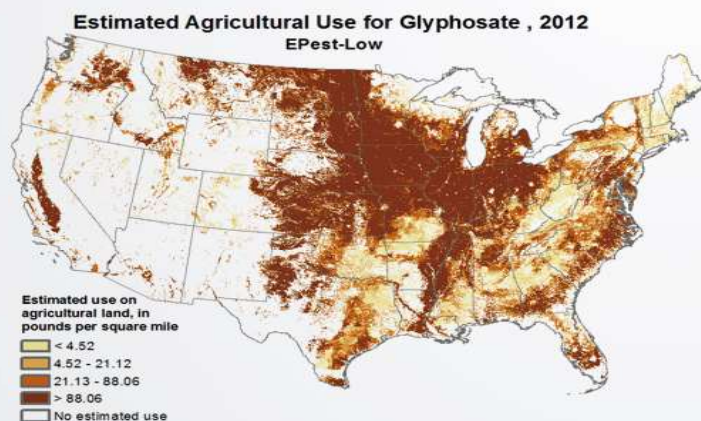 Estimated Agricultural Use for Glyphosate , 2012
EPest-Low
Estimated use on
agricultural land, in
pounds per square mile
< 4.52
4.52 - 21.12
21.13 - 88.06
> 88.06
No estimated use